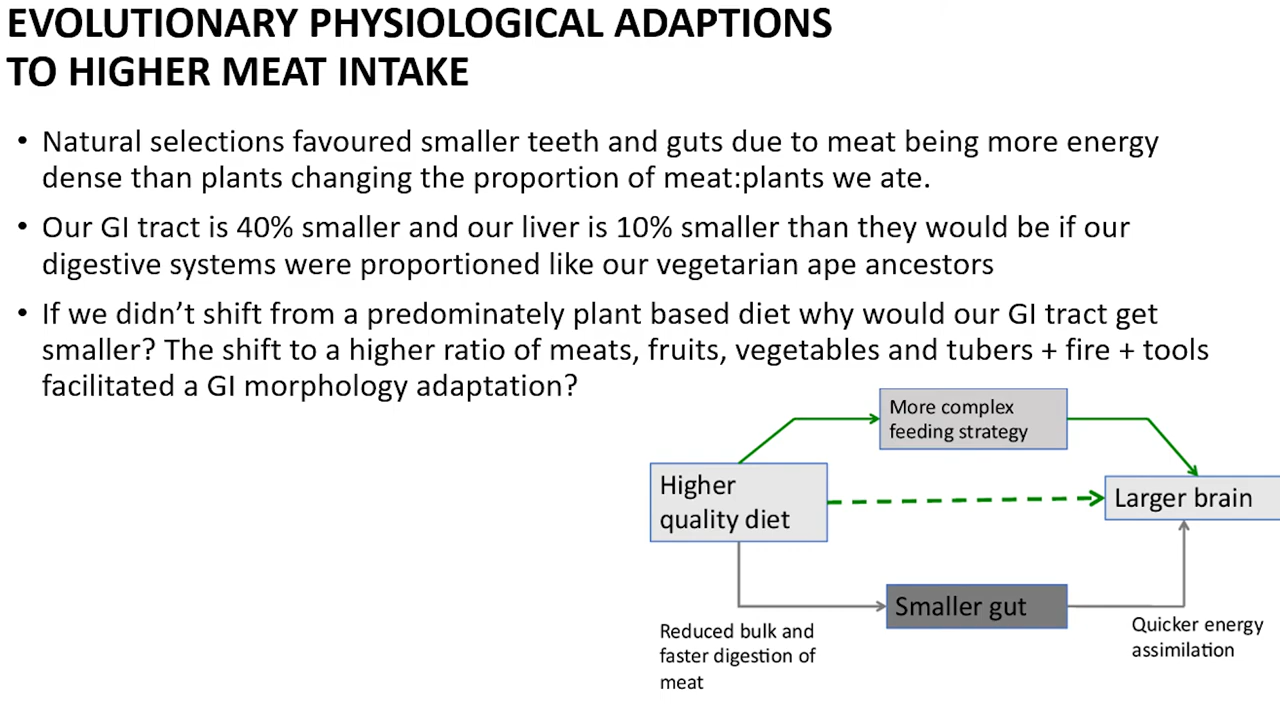 EVOLUTIONARY PHYSIOLOGICAL ADAPTIONS
TO HIGHER MEAT INTAKE
• Natural selections favoured smaller teeth and guts due to meat being more energy
dense than plants changing the proportion of meat:plants we ate.
• Our GI tract is 40% smaller and our liver is 10% smaller than they would be if our
digestive systems were proportioned like our vegetarian ape ancestors
• If we didn’t shift from a predominately plant based diet why would our GI tract get
smaller? The shift to a higher ratio of meats, fruits, vegetables and tubers + fire + tools
facilitated a GI morphology adaptation?
More complex
feeding strategy
Higher
quality diet
Larger brain
Smaller gut
Reduced bulk and
faster digestion of
meat
Quicker energy
assimilation